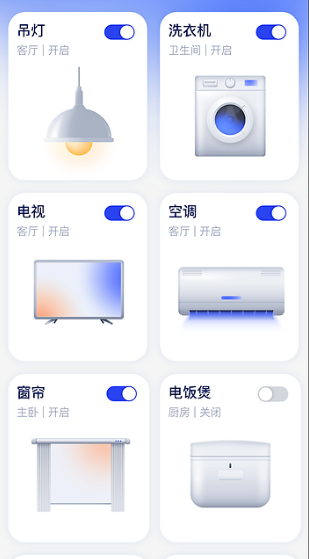 吊灯
客厅 | 开启
洗衣机
卫生间 | 开启
电视
客厅 | 开启
空调
客厅 | 开启
窗帘
主卧 | 开启
电饭煲
厨房 | 关闭